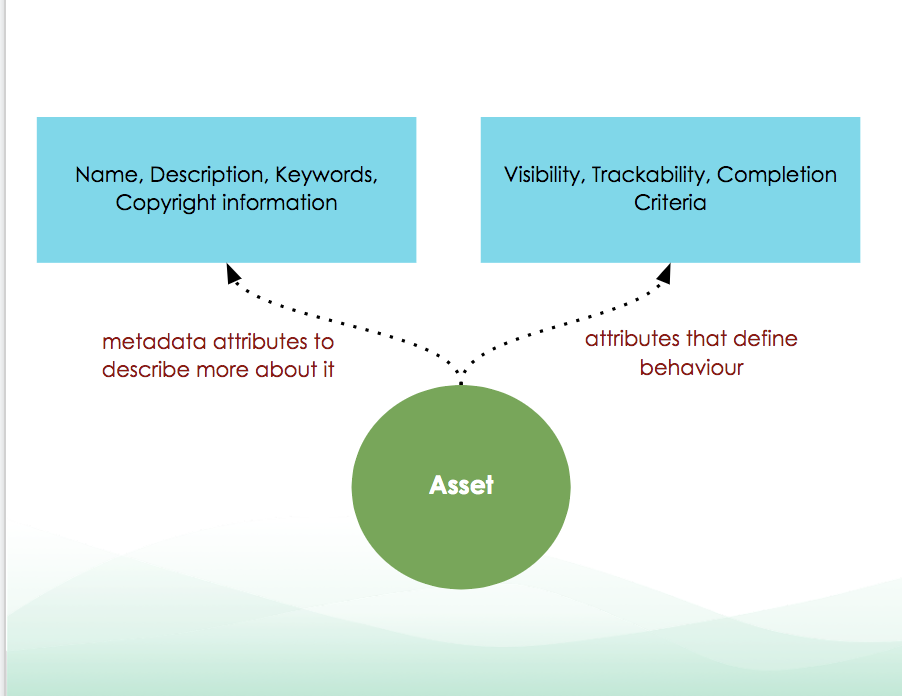 Name, Description, Keywords,
Copyright information
Visibility, Trackability, Completion
Criteria
metadada attributes to
describe more about it
attributes that define
behaviour
Asset